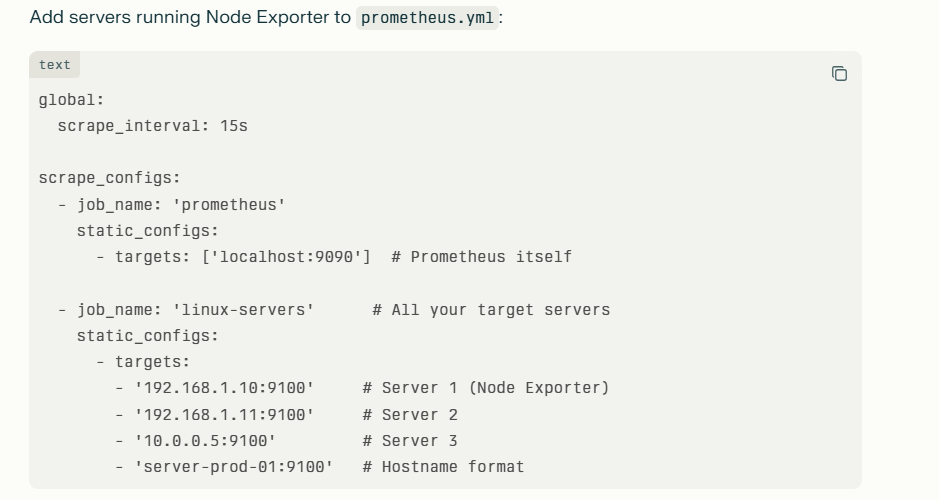 Add servers running Node Exporter to prometheus.yml:
text
global:
  scrape_interval: 15s

scrape_configs:
  - job_name: 'prometheus'
    static_configs:
      - targets: ['localhost:9090']  # Prometheus itself

  - job_name: 'linux-servers'      # All your target servers
    static_configs:
      - targets:
        - '192.168.1.10:9100'     # Server 1 (Node Exporter)
        - '192.168.1.11:9100'     # Server 2
        - '10.0.0.5:9100'         # Server 3
        - 'server-prod-01:9100'   # Hostname format